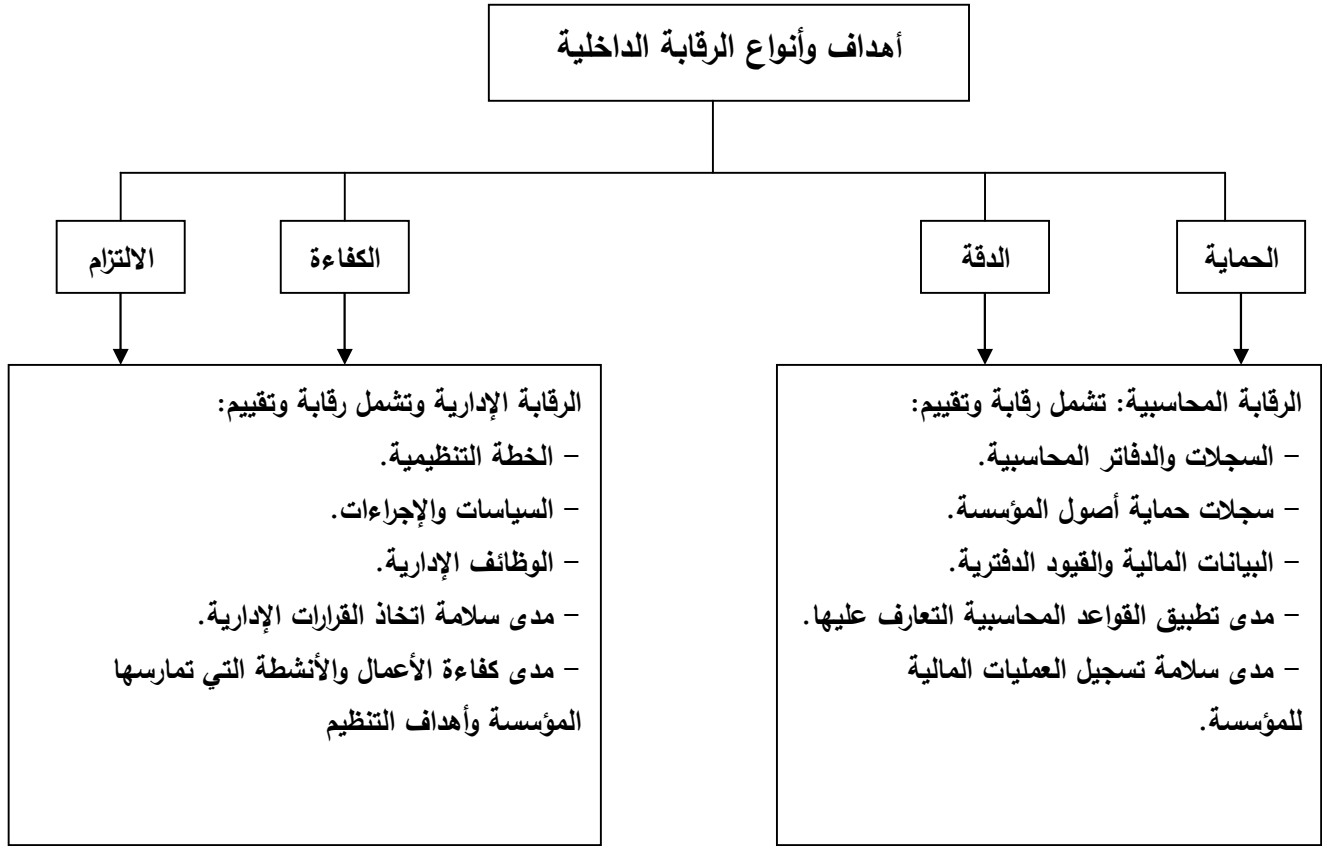 أهداف وأنواع الرقابة الداخلية
الحماية
الدقة
الكفاءة
الالتزام
الرقابة المحاسبية: تشمل رقابة وتقييم:
– السجلات والدفاتر المحاسبية.
– سجلات حماية أصول المؤسسة.
– البيانات المالية والقيود الدفترية.
– مدى تطبيق القواعد المحاسبية التعارف عليها.
– مدى سلامة تسجيل العمليات المالية
للمؤسسة.
الرقابة الإدارية وتشمل رقابة وتقييم:
– الخطة التنظيمية.
– السياسات والإجراءات.
– الوظائف الإدارية.
– مدى سلامة اتخاذ القرارات الإدارية.
– مدى كفاءة الأعمال والأنشطة التي تمارسها
المؤسسة وأهداف التنظيم